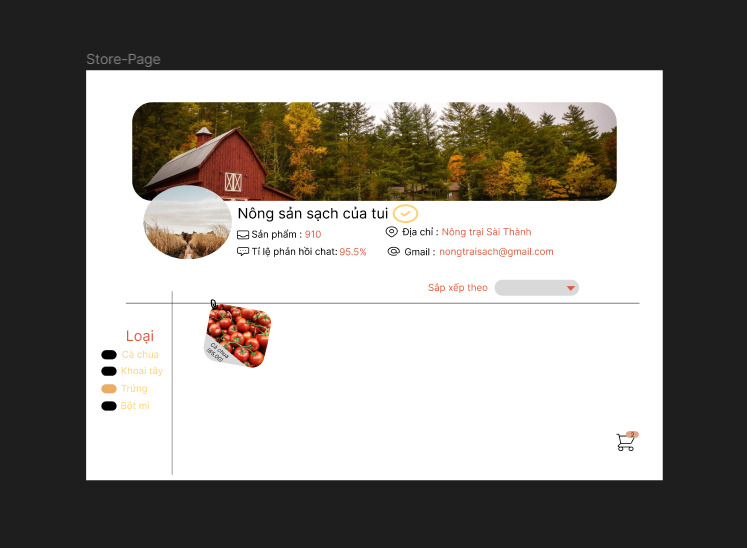 Store-Page
Nông sản sạch của tui
Sản phẩm : 910
Địa chỉ : Nông trại Sài Thành
Tỉ lệ phản hồi chat: 95.5%
Gmail : nongtraisach@gmail.com
Sắp xếp theo
Cà chua
Loại
Cà chua
Khoai tây
Trứng
Bột mì
2